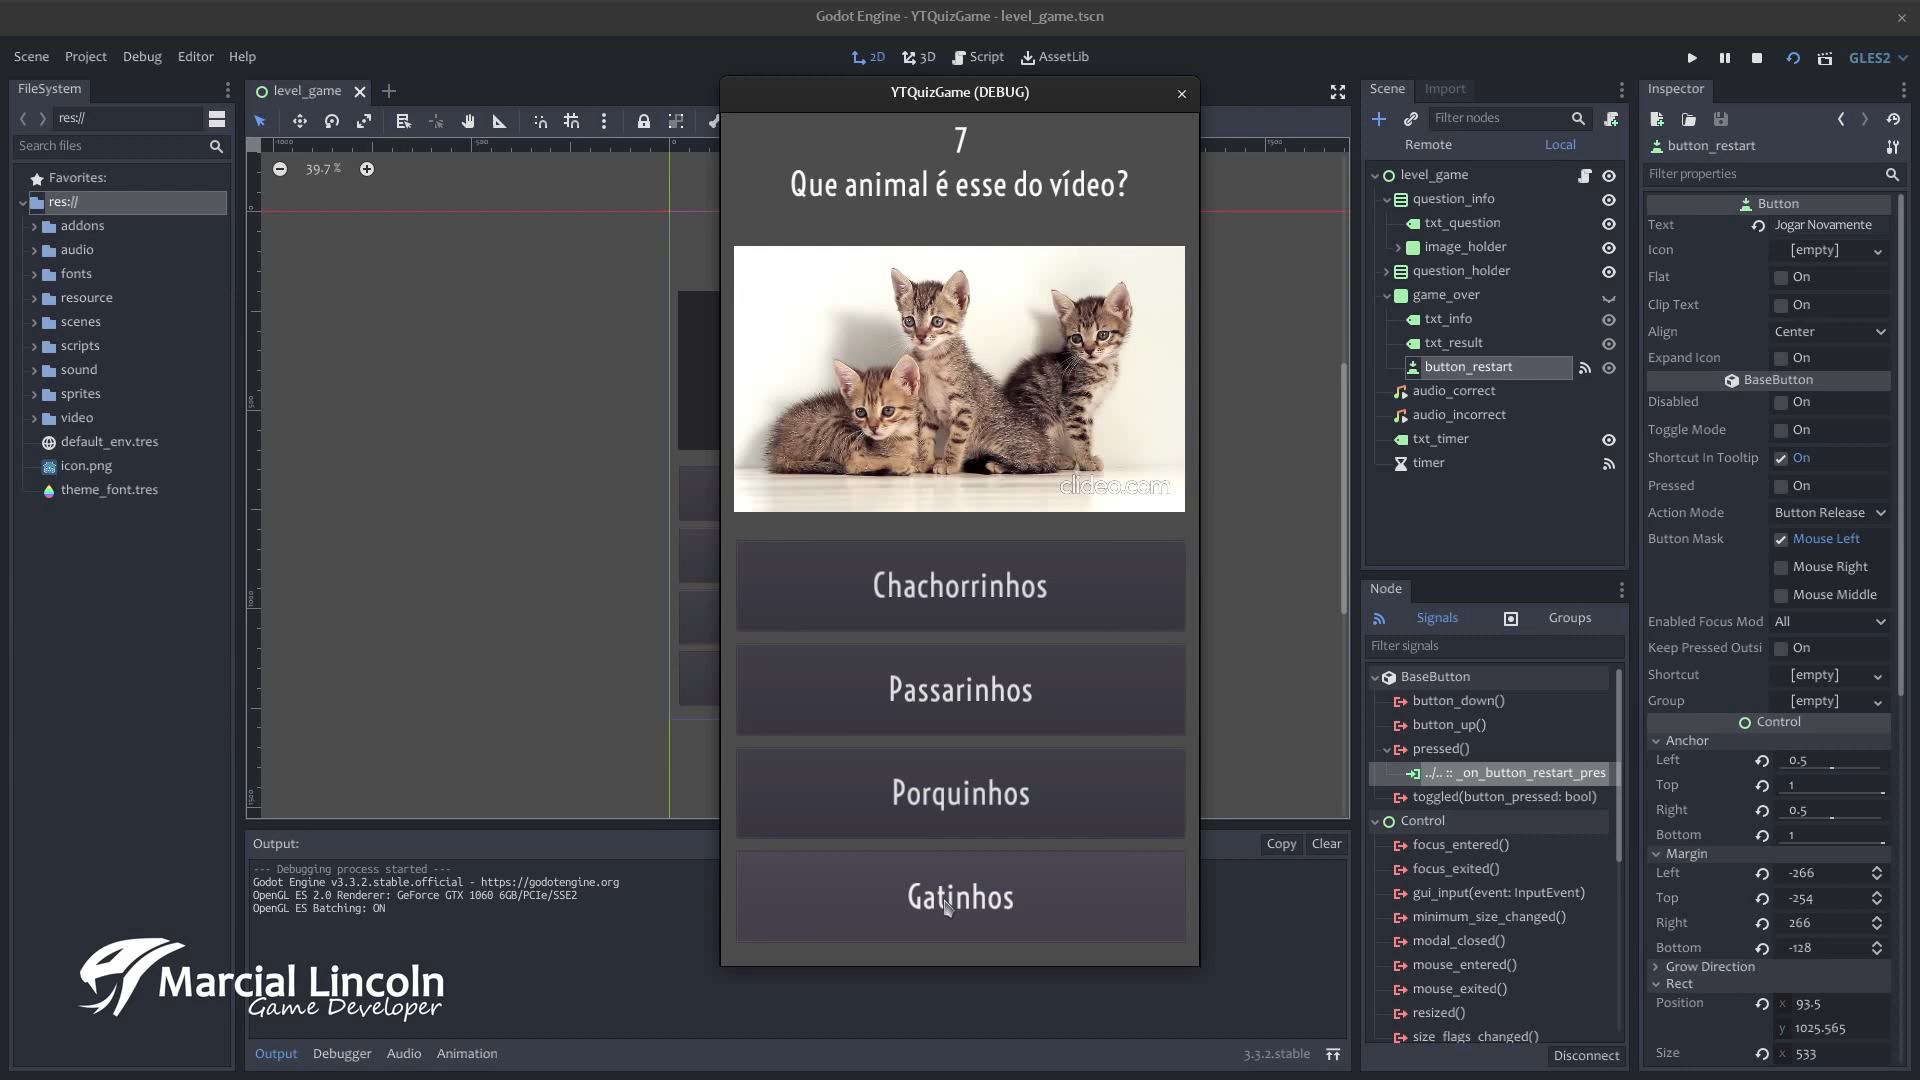 Godot Engine - YTQuizGame - level_game.tscn
Scene Project Debug Editor Help
2D 3D Script AssetLib
GLES2
FileSystem
res://
Search files
Favorites:
res://
addons
audio
fonts
resource
scenes
scripts
sound
sprites
video
default_env.tres
icon.png
theme_font.tres
level_game
39.7 %
YTQuizGame (DEBUG)
7
Que animal é esse do vídeo?
clideo.com
Chachorrinhos
Passarinhos
Porquinhos
Gatinhos
Output:
Copy Clear
--- Debugging process started ---
Godot Engine v3.3.2.stable.official - https://godotengine.org
OpenGL ES 2.0 Renderer: GeForce GTX 1060 6GB/PCIe/SSE2
OpenGL ES Batching: ON
Marcial Lincoln
Game Developer
Output Debugger Audio Animation
3.3.2.stable
Scene Import
Filter nodes
Remote Local
level_game
question_info
txt_question
image_holder
question_holder
game_over
txt_info
txt_result
button_restart
audio_correct
audio_incorrect
txt_timer
timer
Node
Signals Groups
Filter signals
BaseButton
button_down()
button_up()
pressed()
../.. :: _on_button_restart_pres
toggled(button_pressed: bool)
Control
focus_entered()
focus_exited()
gui_input(event: InputEvent)
minimum_size_changed()
modal_closed()
mouse_entered()
mouse_exited()
resized()
size_flags_changed()
Disconnect
Inspector
button_restart
Filter properties
Button
Text Jogar Novamente
Icon [empty]
Flat On
Clip Text On
Align Center
Expand Icon On
BaseButton
Disabled On
Toggle Mode On
Shortcut In Tooltip On
Pressed On
Action Mode Button Release
Button Mask Mouse Left
Mouse Right
Mouse Middle
Enabled Focus Mod All
Keep Pressed Outsi On
Shortcut [empty]
Group [empty]
Control
Anchor
Left 0.5
Top 1
Right 0.5
Bottom 1
Margin
Left -266
Top -254
Right 266
Bottom -128
Grow Direction
Rect
Position x 93.5
y 1025.565
Size x 533